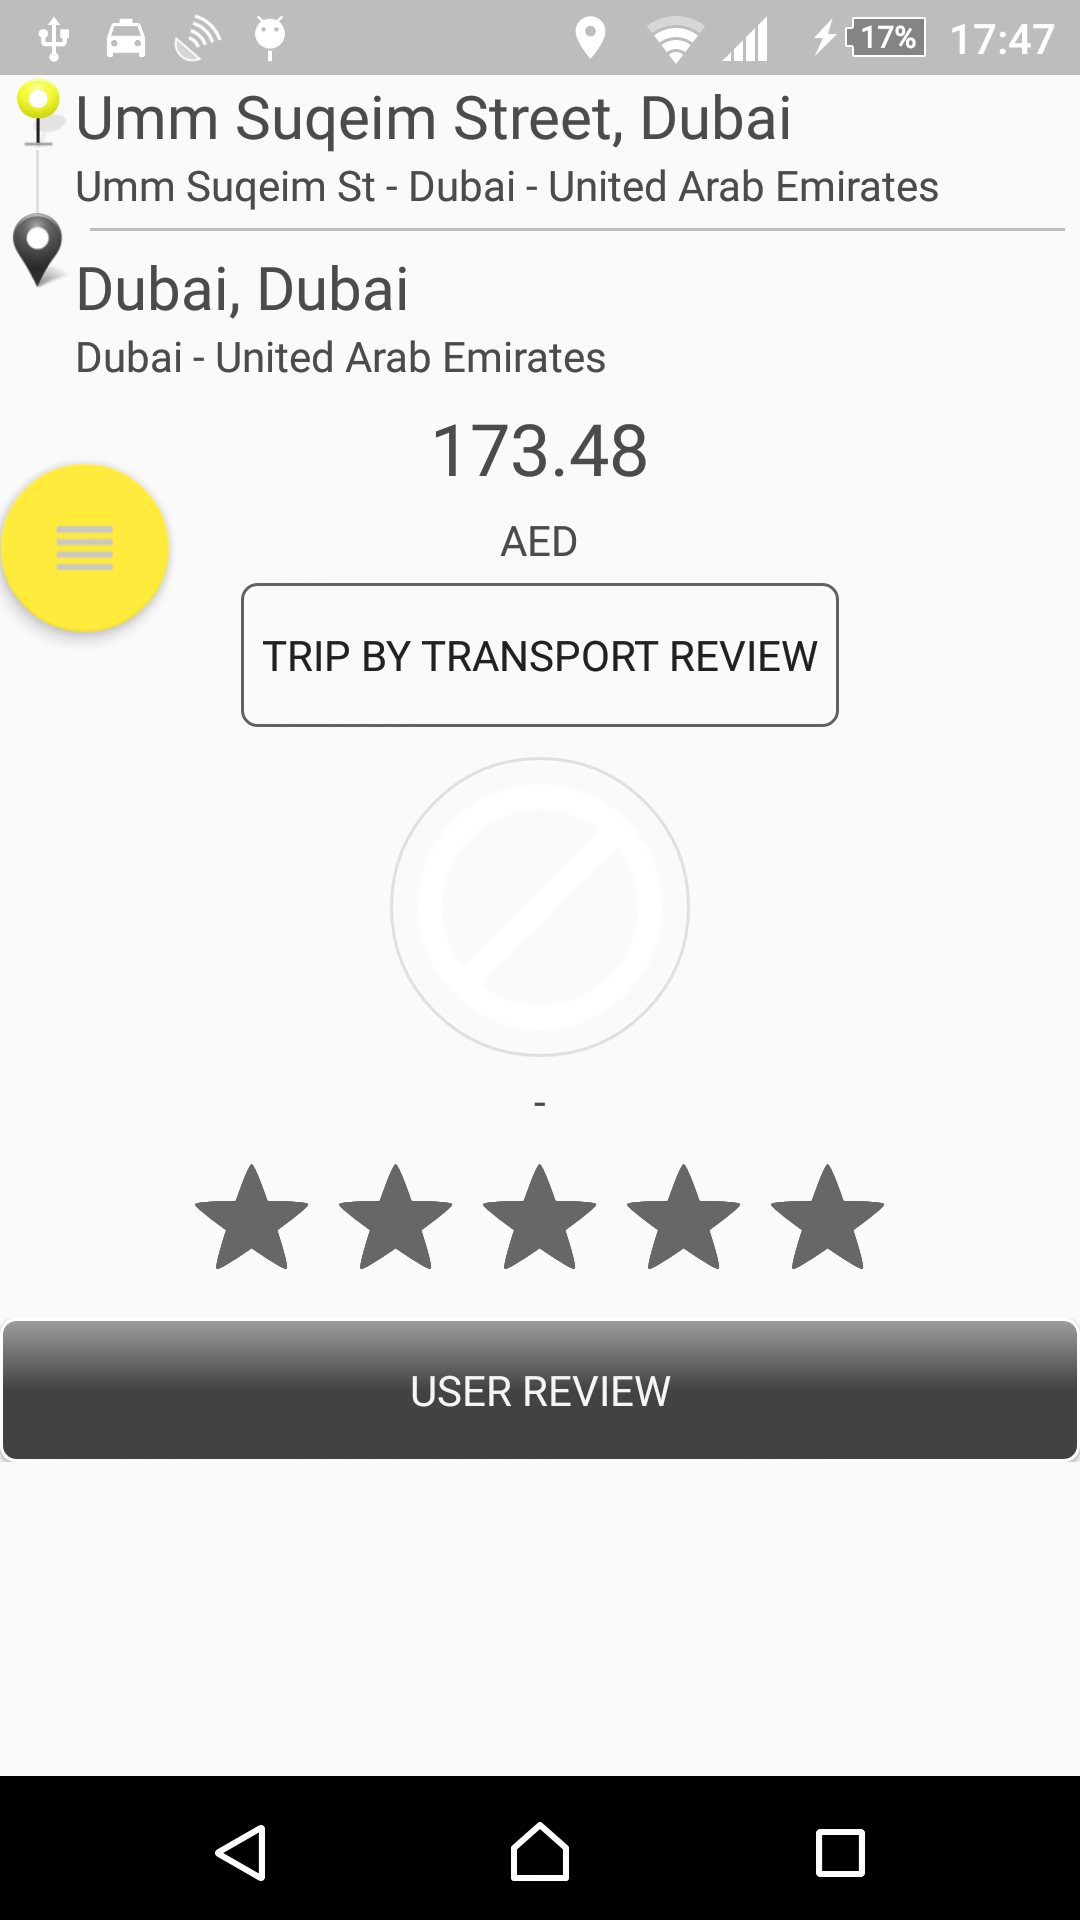 17% 17:47
Umm Suqeim Street, Dubai
Umm Suqeim St - Dubai - United Arab Emirates
Dubai, Dubai
Dubai - United Arab Emirates
173.48
AED
TRIP BY TRANSPORT REVIEW
-
USER REVIEW